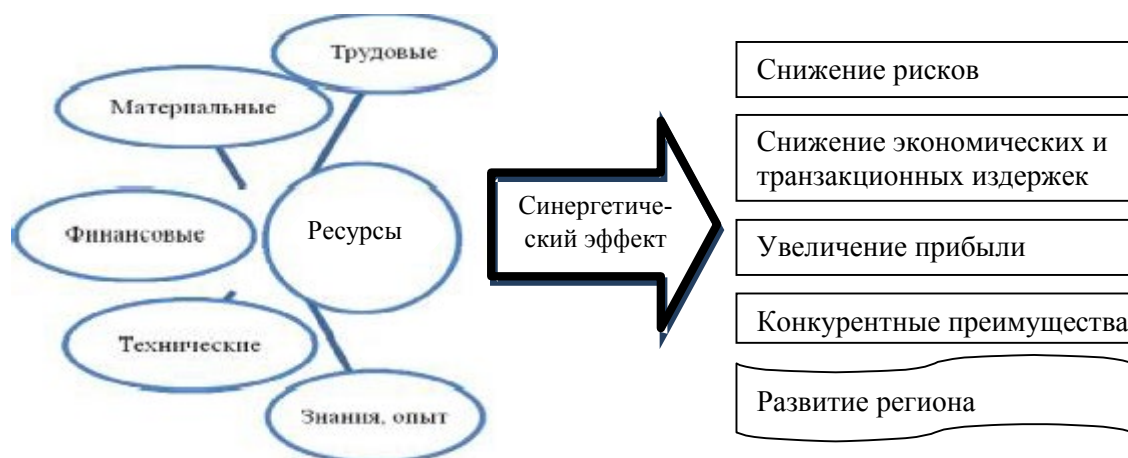 Трудовые
Материальные
Финансовые
Ресурсы
Технические
Знания, опыт
Синергетиче-
ский эффект
Снижение рисков
Снижение экономических и
транзакционных издержек
Увеличение прибыли
Конкурентные преимущества
Развитие региона